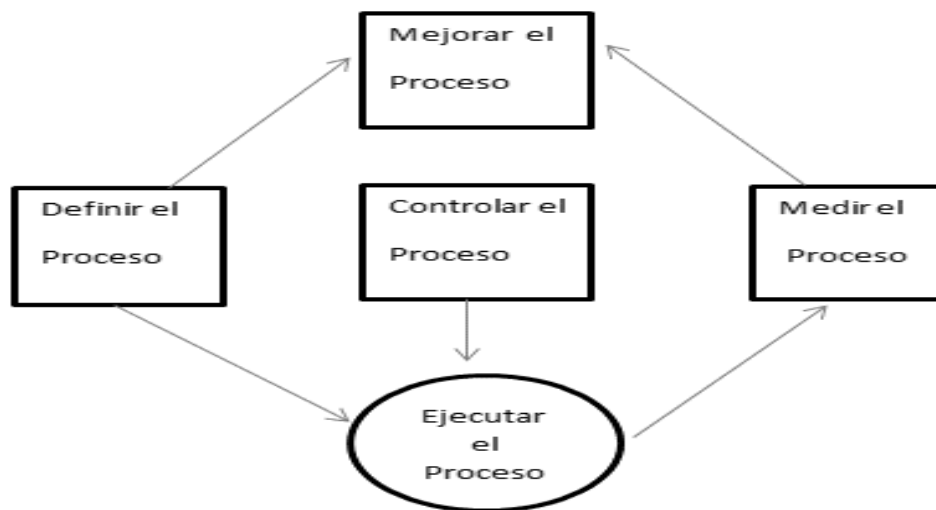 Mejorar el
Proceso
Definir el
Proceso
Controlar el
Proceso
Medir el
Proceso
Ejecutar
el
Proceso